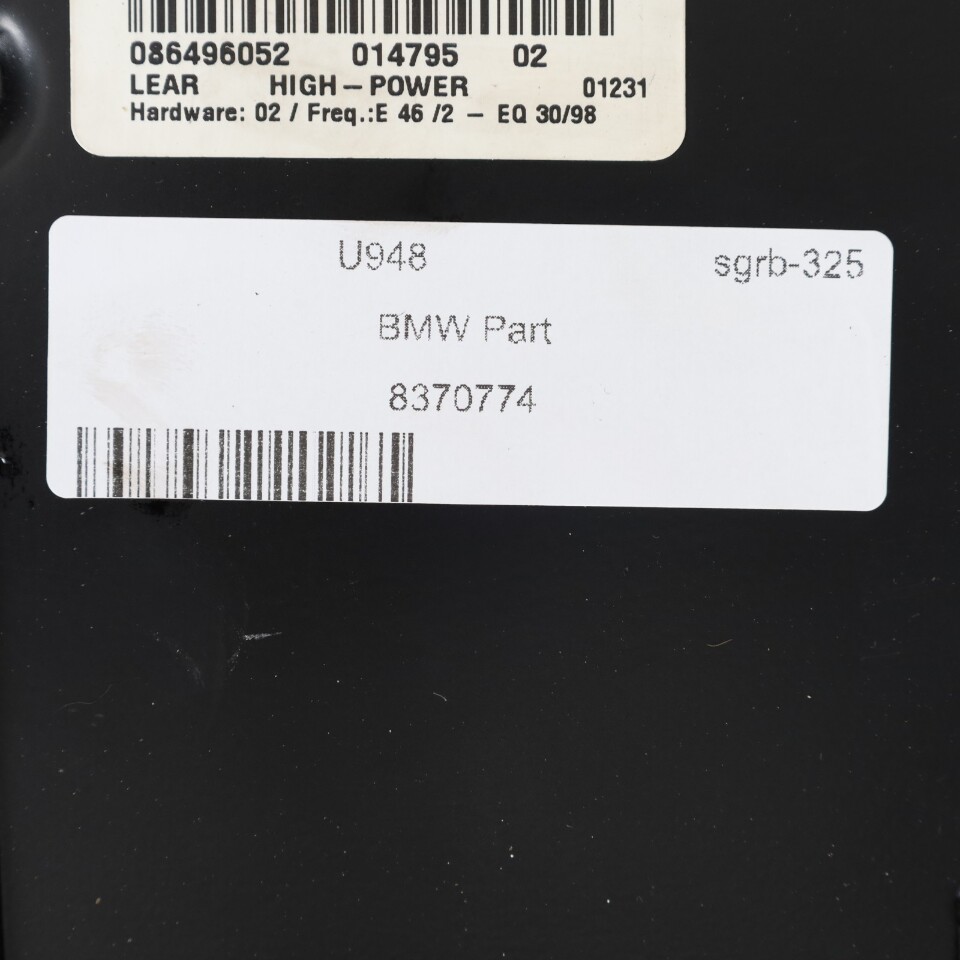 086496052 014795 02
LEAR HIGH-POWER 01231
Hardware: 02 / Freq.:E 46 /2 - EQ 30/98
U948 sgrb-325
BMW Part
8370774